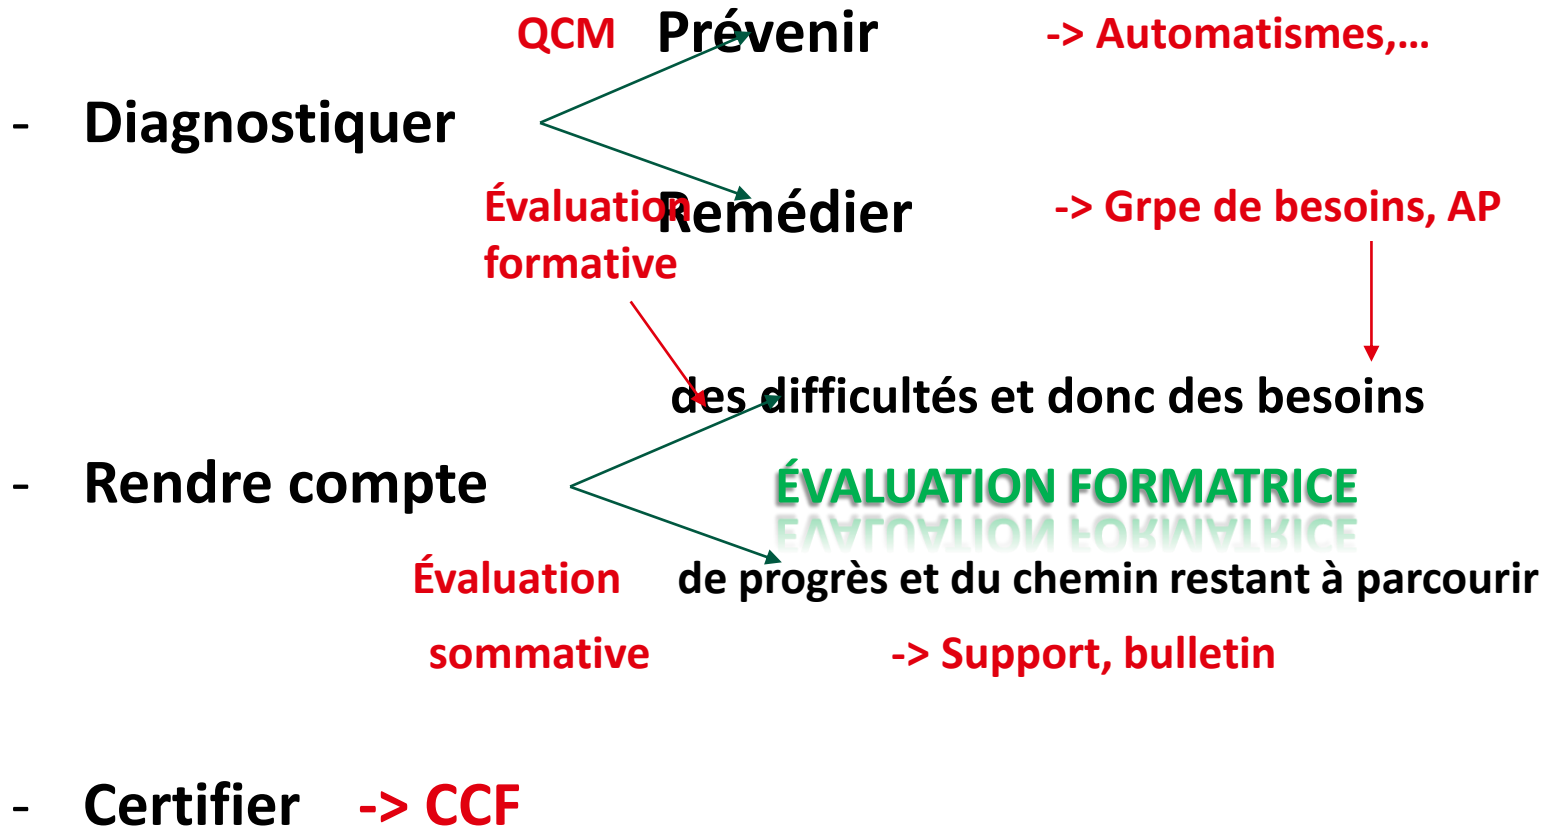 QCM Prévenir -> Automatismes,...
- Diagnostiquer
Évaluation Remédier -> Grpe de besoins, AP
formative
des difficultés et donc des besoins
- Rendre compte ÉVALUATION FORMATRICE
Évaluation de progrès et du chemin restant à parcourir
sommative -> Support, bulletin
- Certifier -> CCF